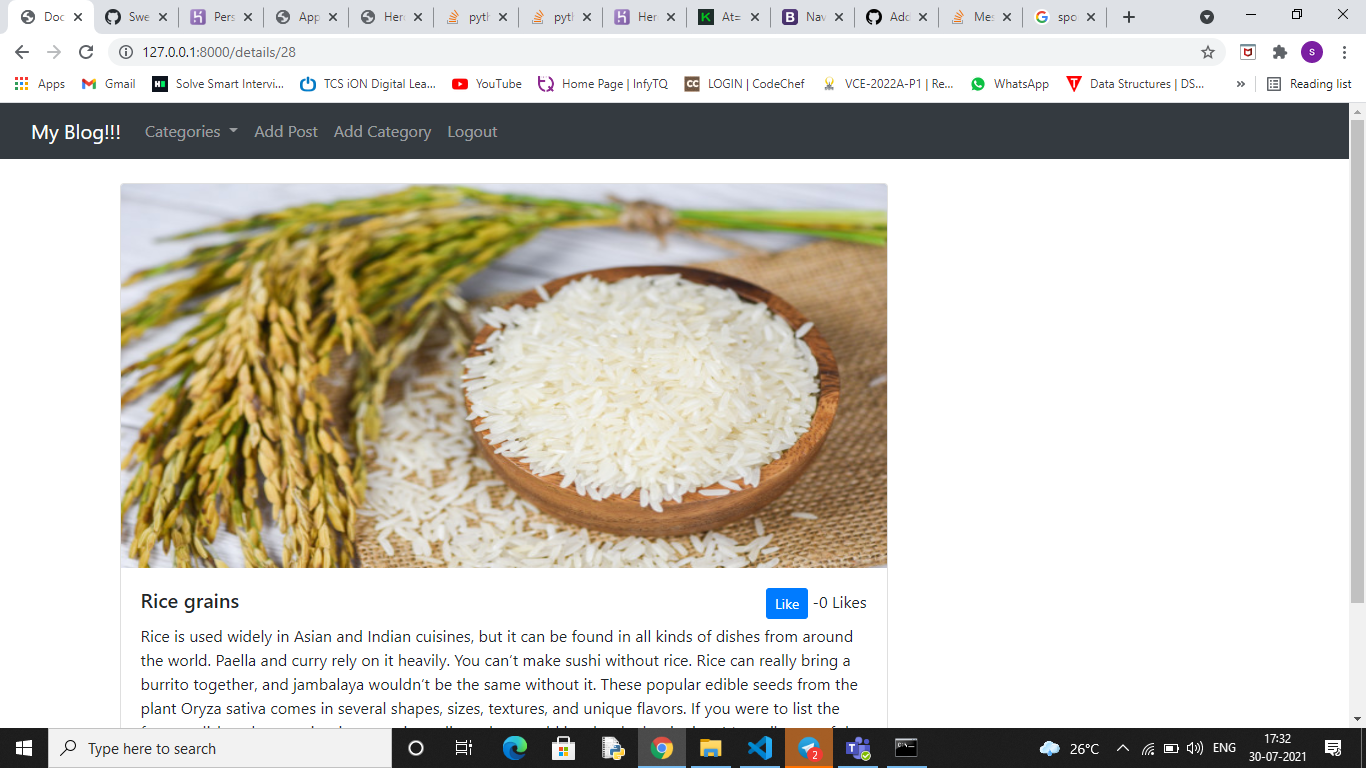 Doc
Swe
Pers
App
Her
pyth
pyth
Her
At=
Nav
Add
Mes
spo
127.0.0.1:8000/details/28
s
Apps
Gmail
Solve Smart Intervi...
TCS iON Digital Lea...
YouTube
Home Page | InfyTQ
LOGIN | CodeChef
VCE-2022A-P1 | Re...
WhatsApp
Data Structures | DS...
»
Reading list
My Blog!!!
Categories
Add Post
Add Category
Logout
Rice grains
Like
-0 Likes
Rice is used widely in Asian and Indian cuisines, but it can be found in all kinds of dishes from around
the world. Paella and curry rely on it heavily. You can’t make sushi without rice. Rice can really bring a
burrito together, and jambalaya wouldn’t be the same without it. These popular edible seeds from the
plant Oryza sativa comes in several shapes, sizes, textures, and unique flavors. If you were to list the
Type here to search
2
26°C
ENG
17:32
30-07-2021